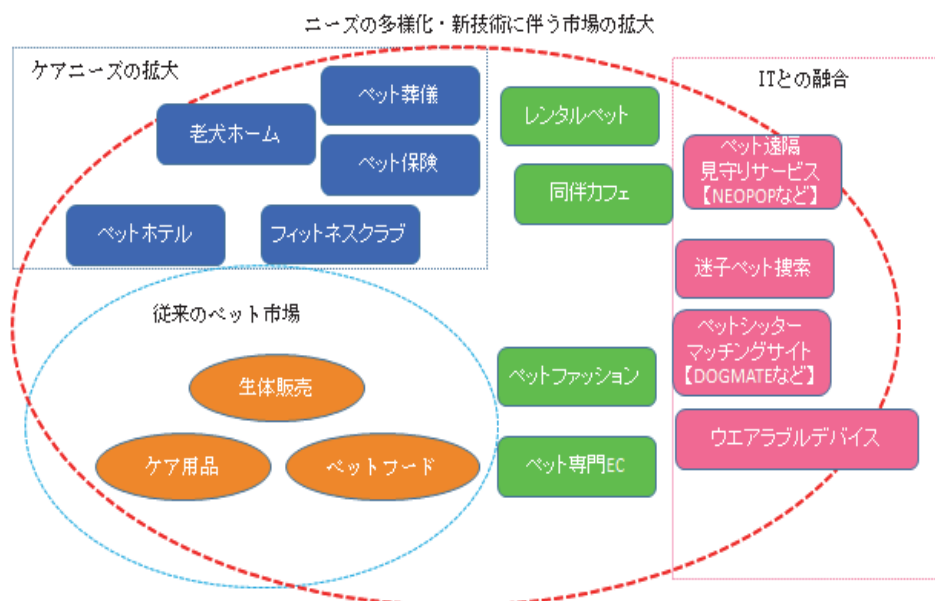 ニーズの多様化・新技術に伴う市場の拡大
ケアニーズの拡大
ペット葬儀
老犬ホーム
ペット保険
ペットホテル
フィットネスクラブ
レンタルペット
同伴カフェ
ITとの融合
ペット遠隔
見守りサービス
【NEOPOPなど】
迷子ペット捜索
ペットシッター
マッチングサイト
【DOGMATEなど】
ウエアラブルデバイス
従来のペット市場
生体販売
ケア用品
ペットフード
ペットファッション
ペット専門EC